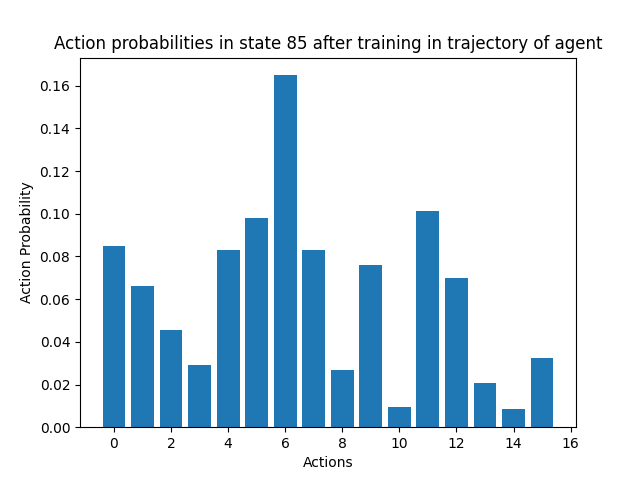 Action probabilities in state 85 after training in trajectory of agent
0.16
0.14
0.12
0.10
0.08
0.06
0.04
0.02
0.00
Action Probability
0 2 4 6 8 10 12 14 16
Actions